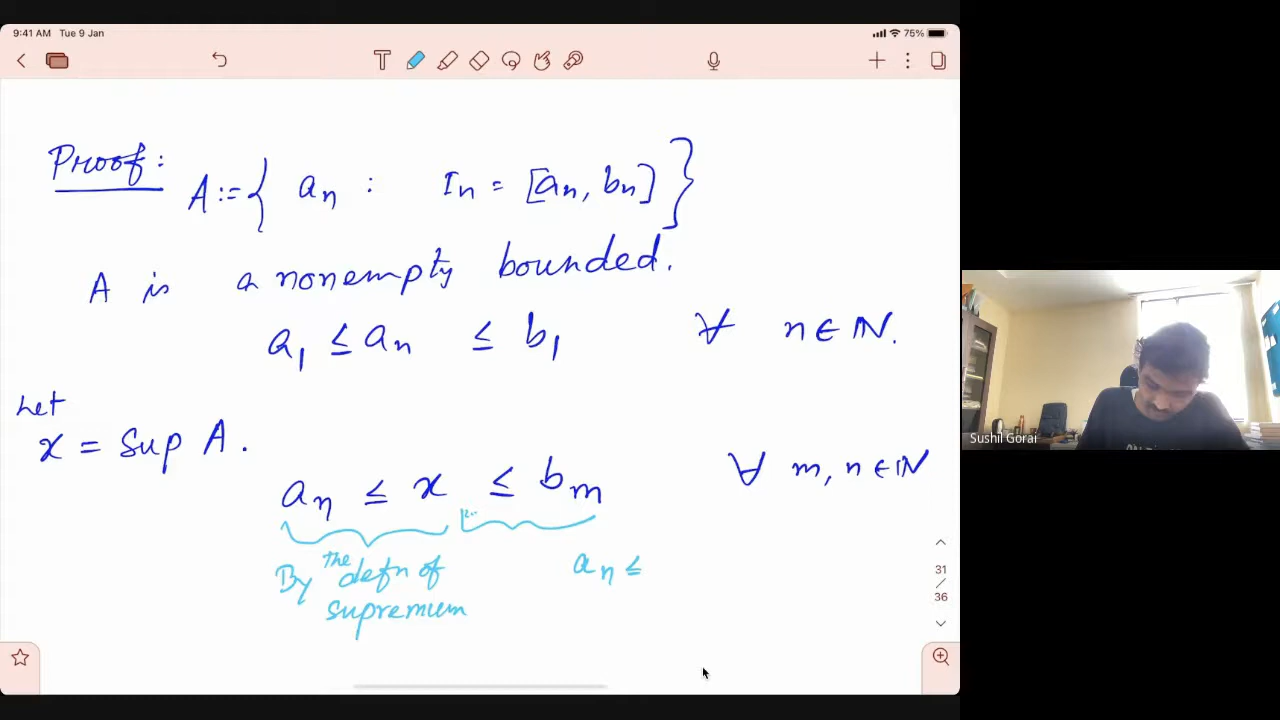 9:41 AM Tue 9 Jan
75%
Proof:
A := { aₙ : Iₙ = [aₙ, bₙ] }
A is a nonempty bounded.
a₁ ≤ aₙ ≤ b₁ ∀ n ∈ ℕ.
Let
x = sup A.
aₙ ≤ x ≤ bₘ ∀ m, n ∈ ℕ
By the defn of
supremum
aₙ ≤
31
/
36
Sushil Gorai